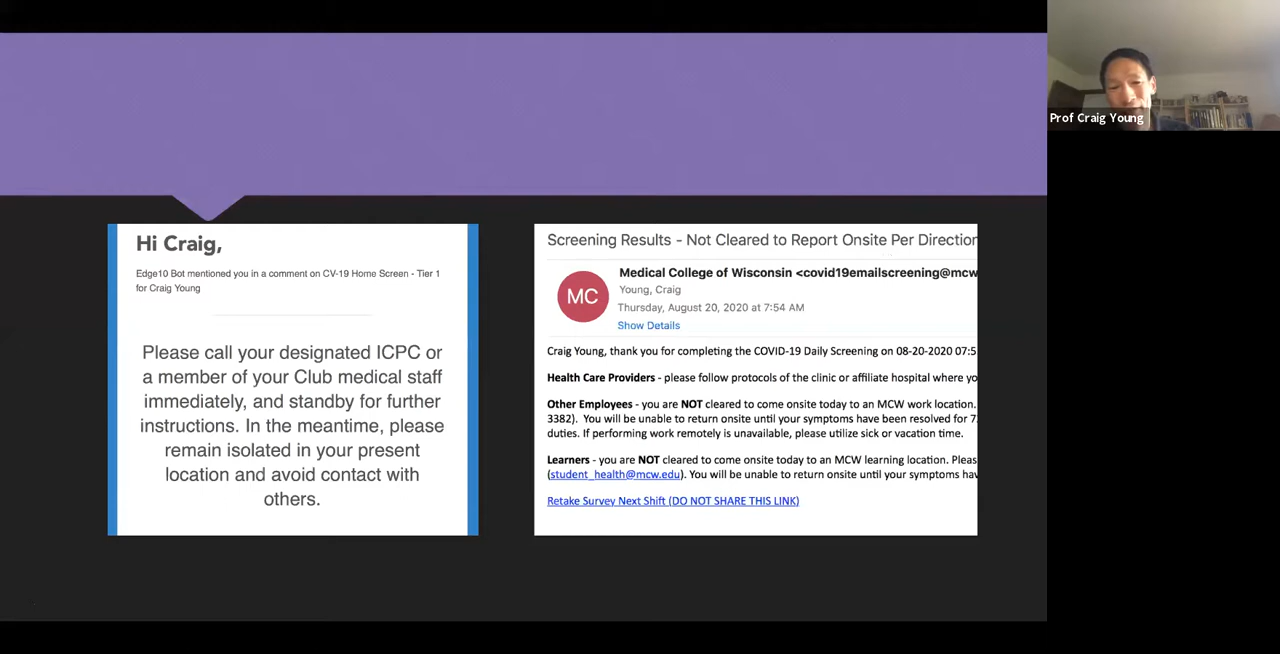 Prof Craig Young
Hi Craig,
Edge10 Bot mentioned you in a comment on CV-19 Home Screen - Tier 1
for Craig Young
Please call your designated ICPC or
a member of your Club medical staff
immediately, and standby for further
instructions. In the meantime, please
remain isolated in your present
location and avoid contact with
others.
Screening Results - Not Cleared to Report Onsite Per Direction
MC
Medical College of Wisconsin <covid19emailscreening@mcw
Young, Craig
Thursday, August 20, 2020 at 7:54 AM
Show Details
Craig Young, thank you for completing the COVID-19 Daily Screening on 08-20-2020 07:5
Health Care Providers - please follow protocols of the clinic or affiliate hospital where yo
Other Employees - you are NOT cleared to come onsite today to an MCW work location.
3382). You will be unable to return onsite until your symptoms have been resolved for 7
duties. If performing work remotely is unavailable, please utilize sick or vacation time.
Learners - you are NOT cleared to come onsite today to an MCW learning location. Pleas
(student_health@mcw.edu). You will be unable to return onsite until your symptoms hav
Retake Survey Next Shift (DO NOT SHARE THIS LINK)